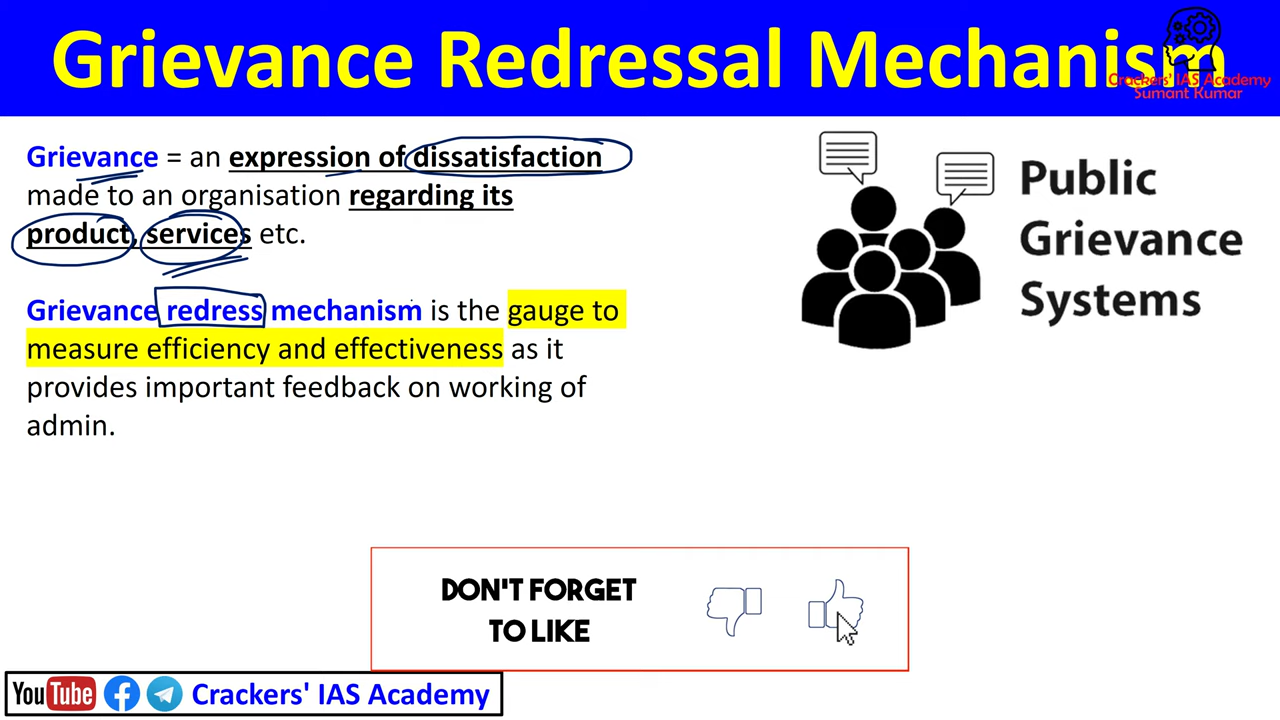 Grievance Redressal Mechanism
Crackers' IAS Academy
Sumant Kumar
Grievance = an expression of dissatisfaction
made to an organisation regarding its
product, services etc.
Grievance redress mechanism is the gauge to
measure efficiency and effectiveness as it
provides important feedback on working of
admin.
Public
Grievance
Systems
DON'T FORGET
TO LIKE
YouTube
Crackers' IAS Academy